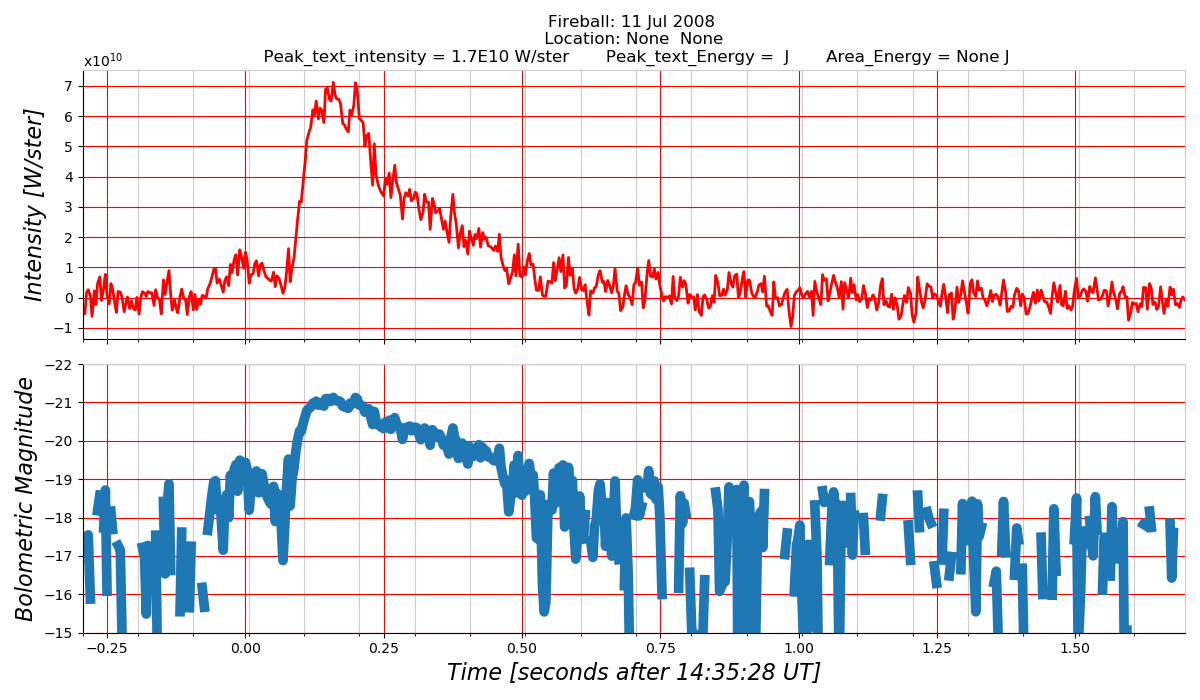 Fireball: 11 Jul 2008
Location: None  None
Peak_text_intensity = 1.7E10 W/ster       Peak_text_Energy =  J       Area_Energy = None J
x10¹⁰
7
6
5
4
3
2
1
0
−1
Intensity [W/ster]
−22
−21
−20
−19
−18
−17
−16
−15
Bolometric Magnitude
−0.25 0.00 0.25 0.50 0.75 1.00 1.25 1.50
Time [seconds after 14:35:28 UT]